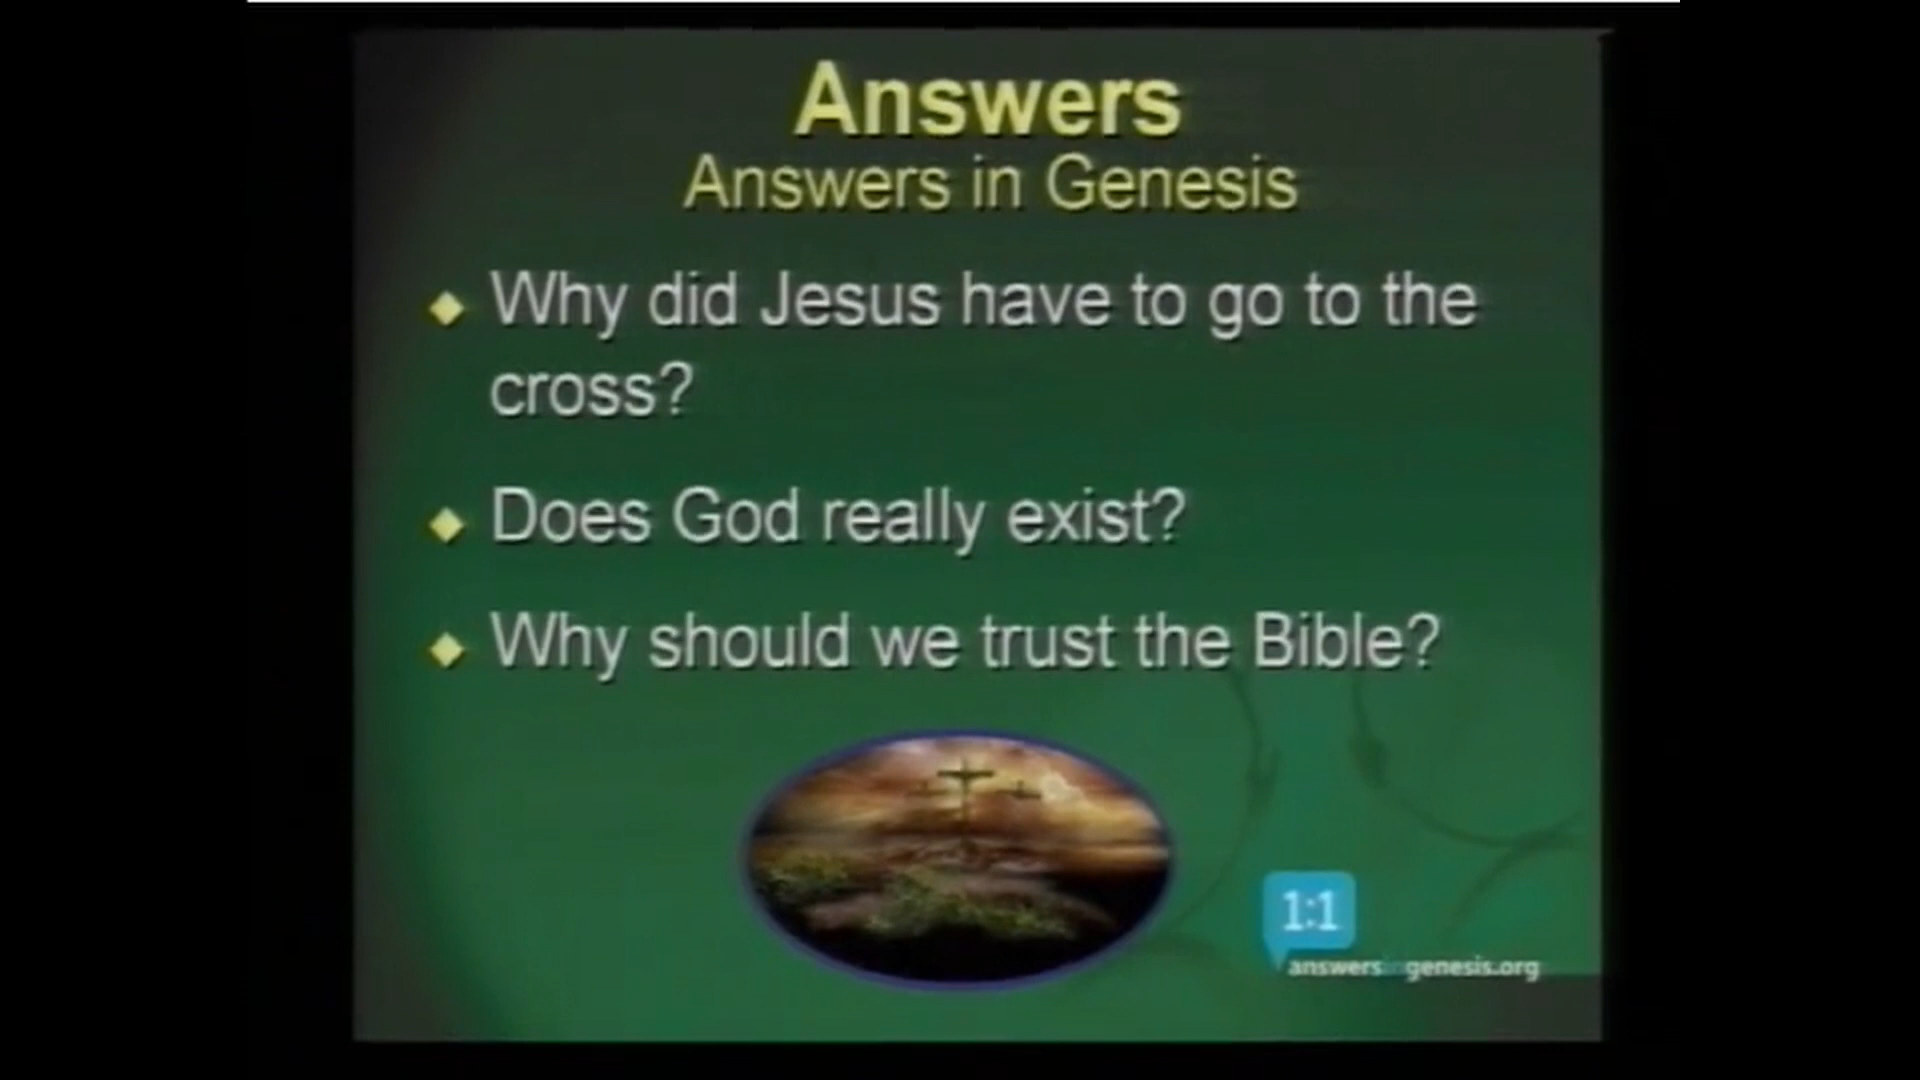 Answers
Answers in Genesis
Why did Jesus have to go to the
cross?
Does God really exist?
Why should we trust the Bible?
1:1
answersingenesis.org